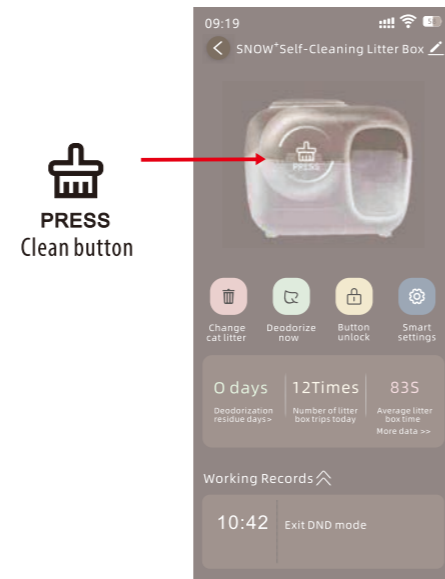 09:19
SNOW⁺Self-Cleaning Litter Box
PRESS
PRESS
Clean button
Change
cat litter
Deodorize
now
Button
unlock
Smart
settings
0 days
Deodorization
residue days>
12Times
Number of litter
box trips today
83S
Average litter
box time
More data >>
Working Records
10:42
Exit DND mode